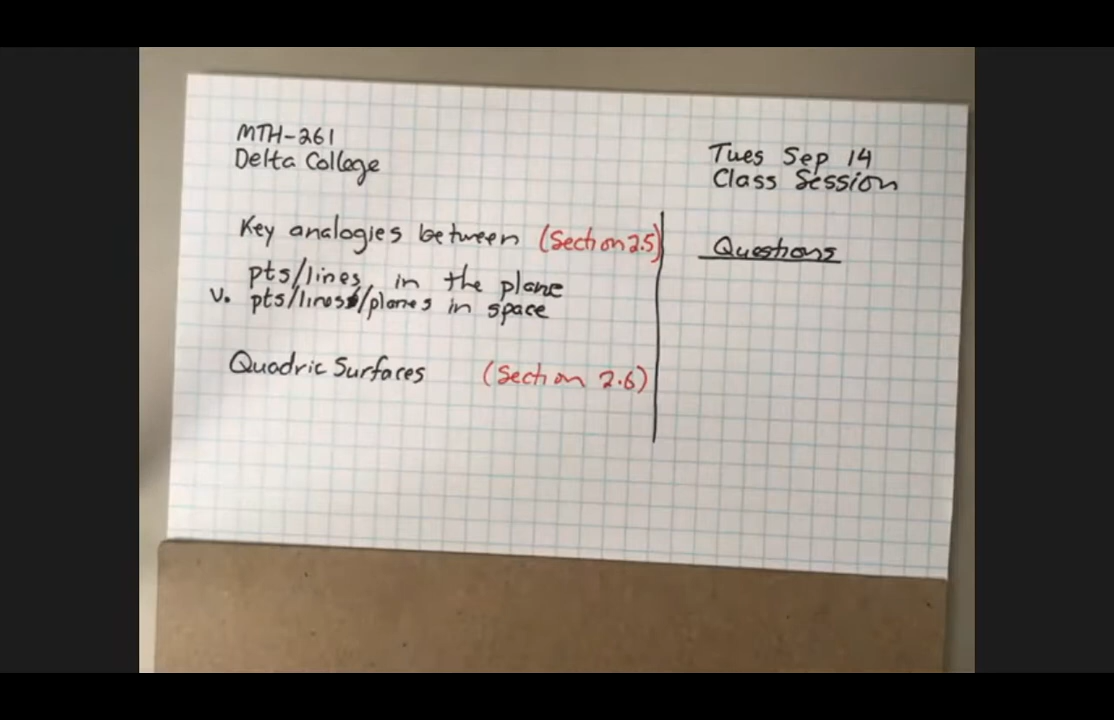 MTH-261
Delta College
Tues Sep 14
Class Session
Key analogies between (Section 2.5)
pts/lines in the plane
v. pts/lines/planes in space
Quadric Surfaces (Section 2.6)
Questions